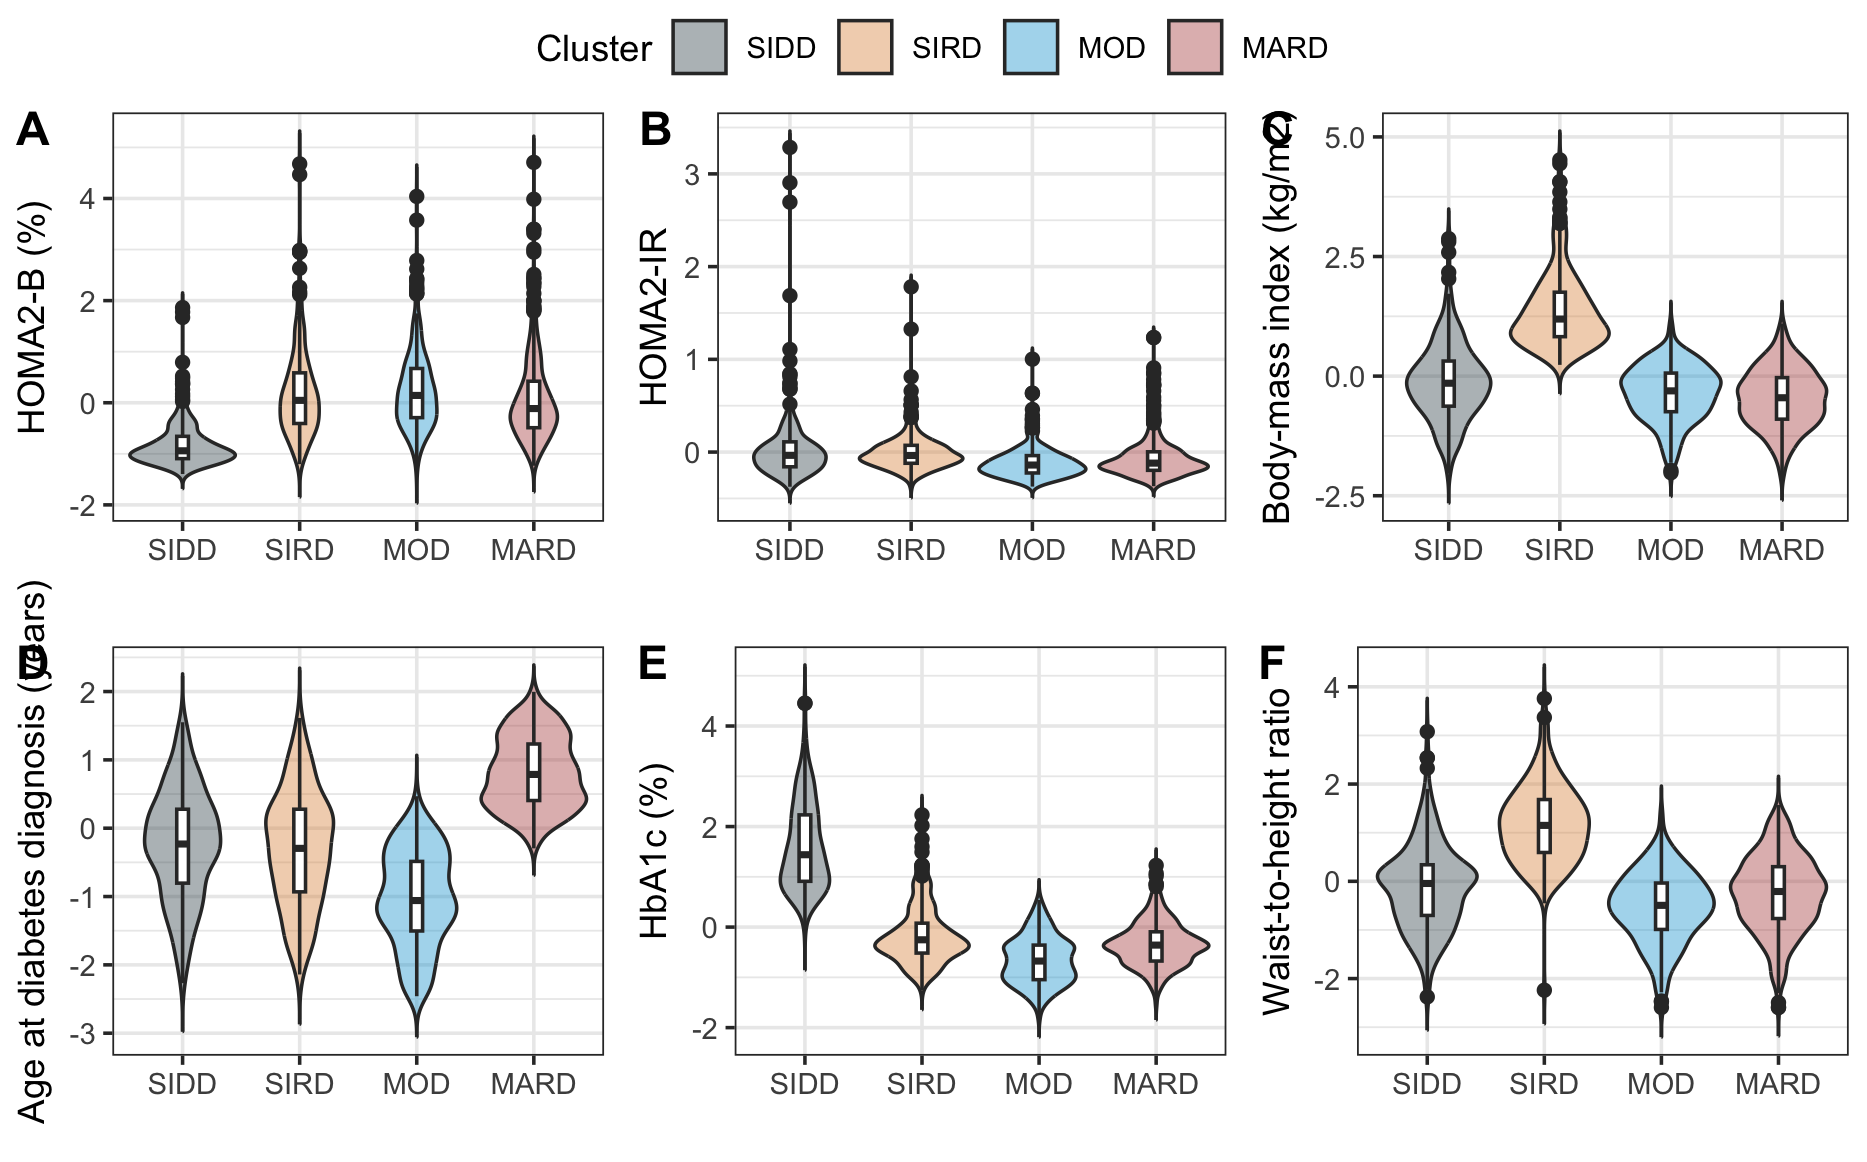 Cluster SIDD SIRD MOD MARD
A
HOMA2-B (%)
4
2
0
-2
SIDD SIRD MOD MARD
B
HOMA2-IR
3
2
1
0
SIDD SIRD MOD MARD
C
Body-mass index (kg/m2)
5.0
2.5
0.0
-2.5
SIDD SIRD MOD MARD
D
Age at diabetes diagnosis (years)
2
1
0
-1
-2
-3
SIDD SIRD MOD MARD
E
HbA1c (%)
4
2
0
-2
SIDD SIRD MOD MARD
F
Waist-to-height ratio
4
2
0
-2
SIDD SIRD MOD MARD